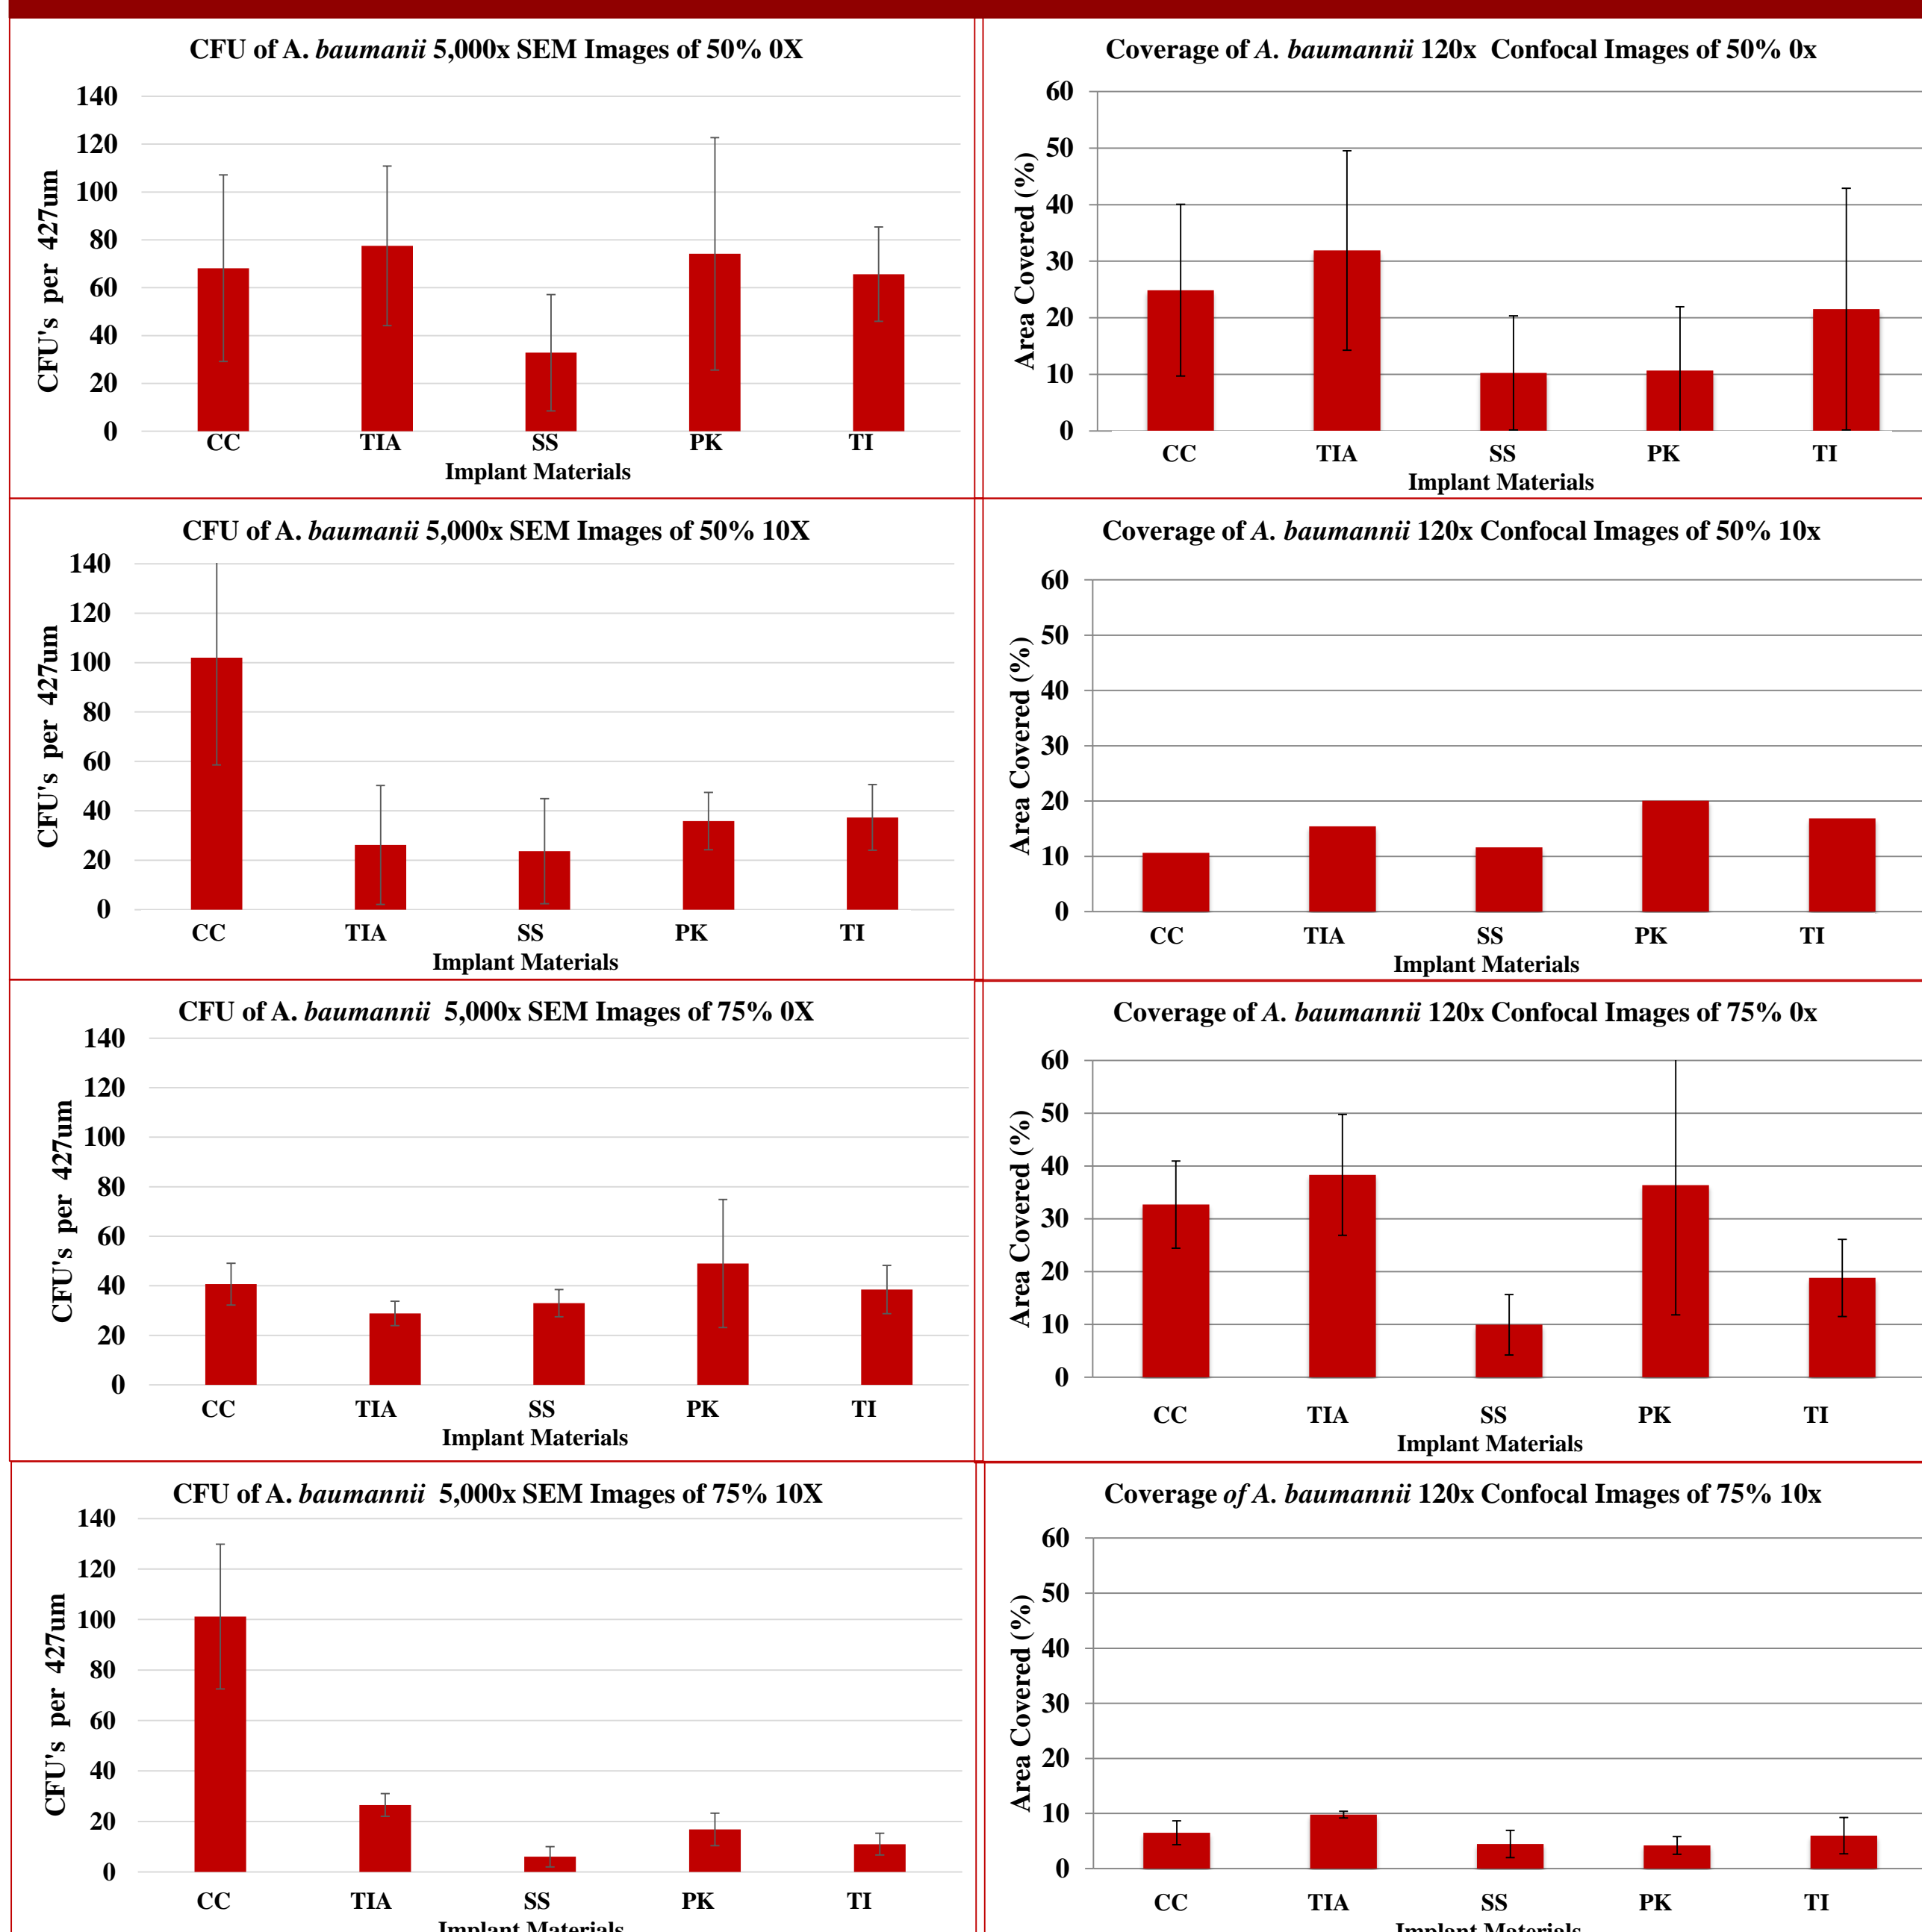 CFU of A. baumanii 5,000x SEM Images of 50% 0X
140
120
100
80
60
40
20
0
CFU's per 427um
CC TIA SS PK TI
Implant Materials
Coverage of A. baumannii 120x Confocal Images of 50% 0x
60
50
40
30
20
10
0
Area Covered (%)
CC TIA SS PK TI
Implant Materials
CFU of A. baumanii 5,000x SEM Images of 50% 10X
140
120
100
80
60
40
20
0
CFU's per 427um
CC TIA SS PK TI
Implant Materials
Coverage of A. baumannii 120x Confocal Images of 50% 10x
60
50
40
30
20
10
0
Area Covered (%)
CC TIA SS PK TI
Implant Materials
CFU of A. baumannii 5,000x SEM Images of 75% 0X
140
120
100
80
60
40
20
0
CFU's per 427um
CC TIA SS PK TI
Implant Materials
Coverage of A. baumannii 120x Confocal Images of 75% 0x
60
50
40
30
20
10
0
Area Covered (%)
CC TIA SS PK TI
Implant Materials
CFU of A. baumannii 5,000x SEM Images of 75% 10X
140
120
100
80
60
40
20
0
CFU's per 427um
CC TIA SS PK TI
Implant Materials
Coverage of A. baumannii 120x Confocal Images of 75% 10x
60
50
40
30
20
10
0
Area Covered (%)
CC TIA SS PK TI
Implant Materials